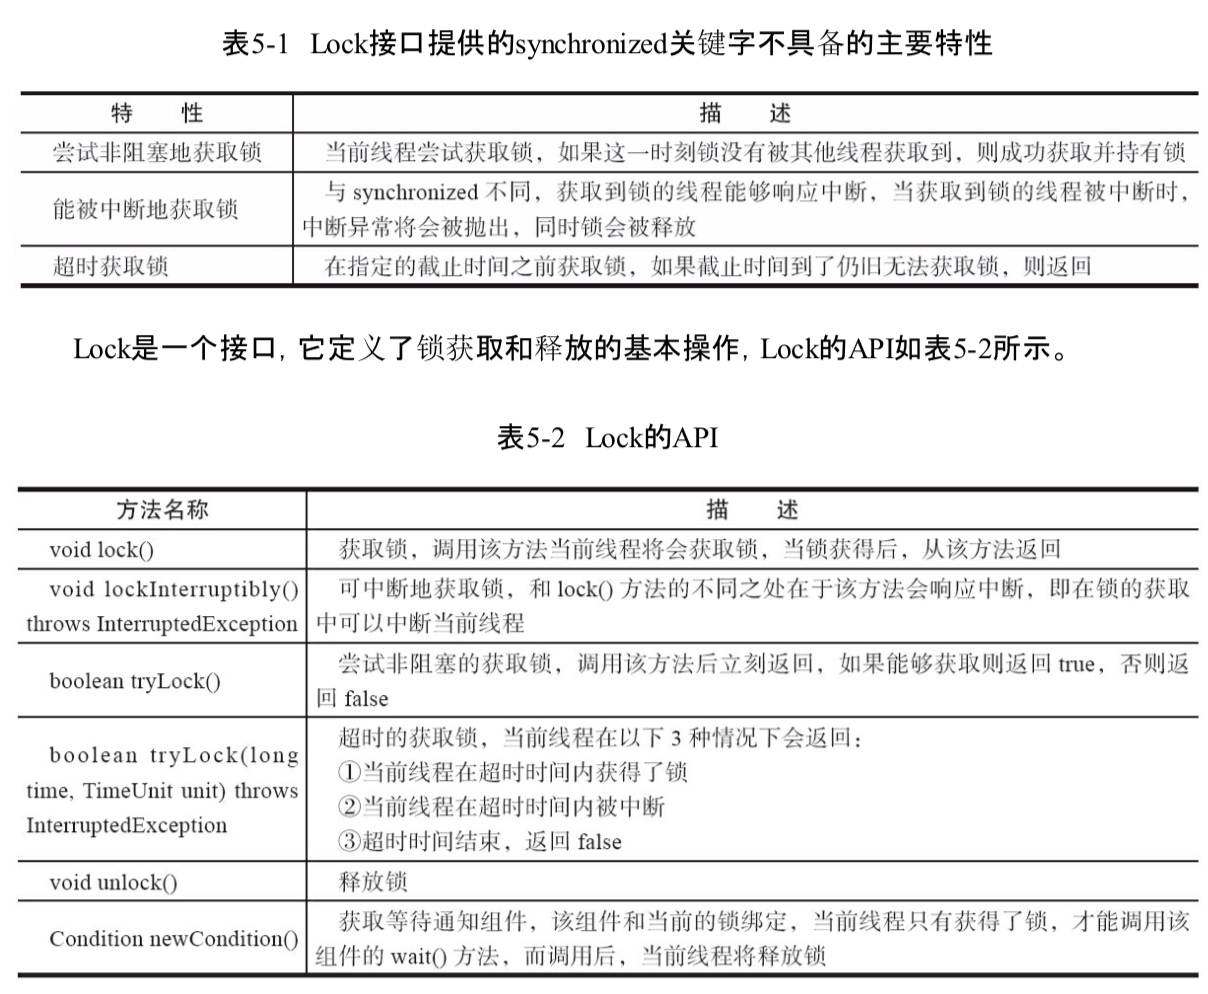 表5-1 Lock接口提供的synchronized关键字不具备的主要特性
特 性 描 述
尝试非阻塞地获取锁 当前线程尝试获取锁，如果这一时刻锁没有被其他线程获取到，则成功获取并持有锁
能被中断地获取锁 与 synchronized 不同，获取到锁的线程能够响应中断，当获取到锁的线程被中断时，
中断异常将会被抛出，同时锁会被释放
超时获取锁 在指定的截止时间之前获取锁，如果截止时间到了仍旧无法获取锁，则返回
Lock是一个接口，它定义了锁获取和释放的基本操作，Lock的API如表5-2所示。
表5-2 Lock的API
方法名称 描 述
void lock() 获取锁，调用该方法当前线程将会获取锁，当锁获得后，从该方法返回
void lockInterruptibly() 可中断地获取锁，和 lock() 方法的不同之处在于该方法会响应中断，即在锁的获取
throws InterruptedException 中可以中断当前线程
boolean tryLock() 尝试非阻塞的获取锁，调用该方法后立刻返回，如果能够获取则返回 true，否则返
回 false
boolean tryLock(long
time, TimeUnit unit) throws
InterruptedException
超时的获取锁，当前线程在以下 3 种情况下会返回：
①当前线程在超时时间内获得了锁
②当前线程在超时时间内被中断
③超时时间结束，返回 false
void unlock() 释放锁
Condition newCondition() 获取等待通知组件，该组件和当前的锁绑定，当前线程只有获得了锁，才能调用该
组件的 wait() 方法，而调用后，当前线程将释放锁